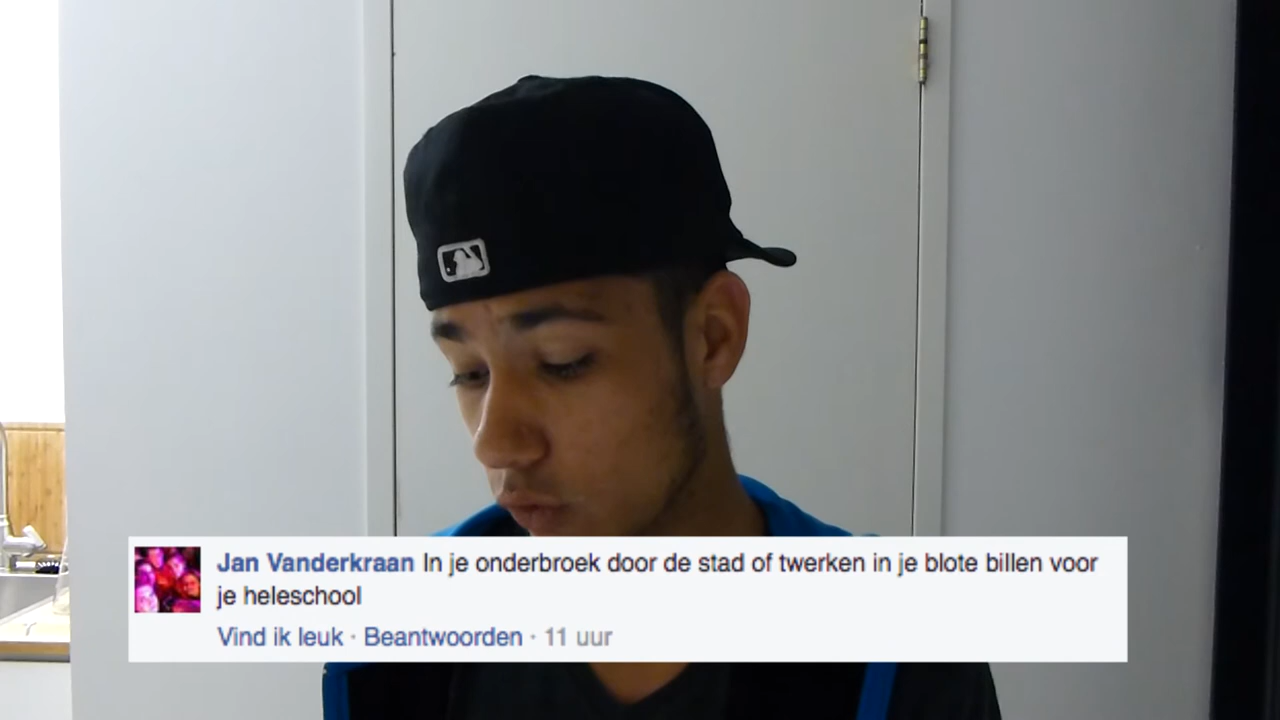 Jan Vanderkraan In je onderbroek door de stad of twerken in je blote billen voor
je heleschool
Vind ik leuk · Beantwoorden · 11 uur